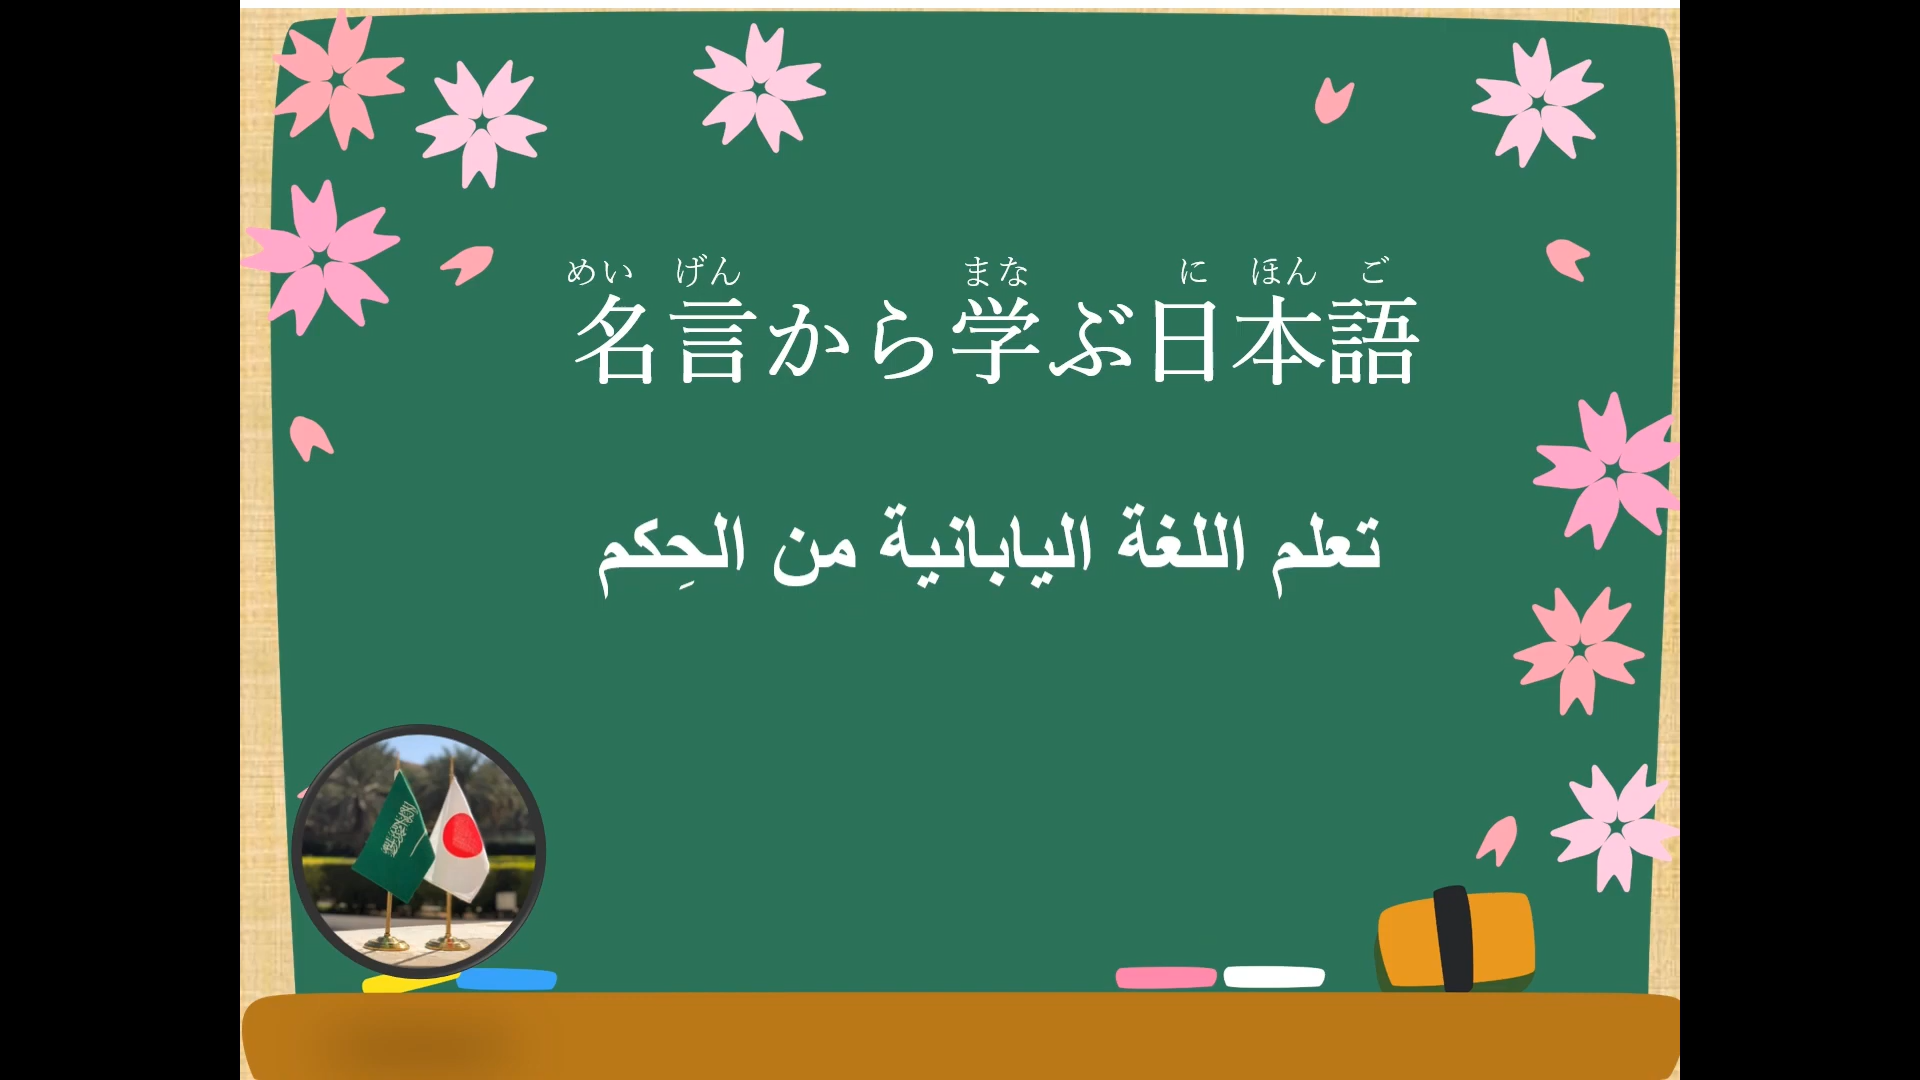 めい げん まな に ほん ご
名言から学ぶ日本語
تعلم اللغة اليابانية من الحِكم